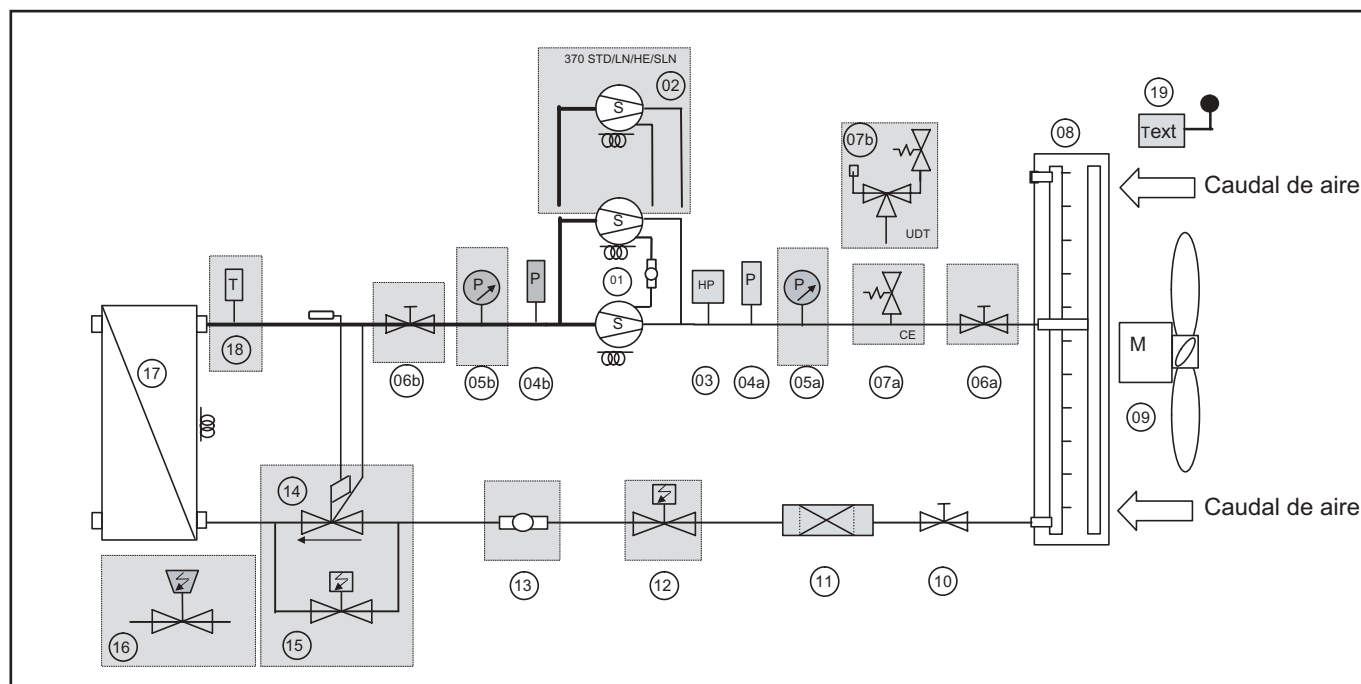 370 STD/LN/HE/SLN
02
S
19
Text
08
07b
UDT
Caudal de aire
S
01
T
18
P
P
S
HP
P
P
CE
17
06b
05b
04b
03
04a
05a
07a
06a
M
09
14
Caudal de aire
13
12
11
10
16
15